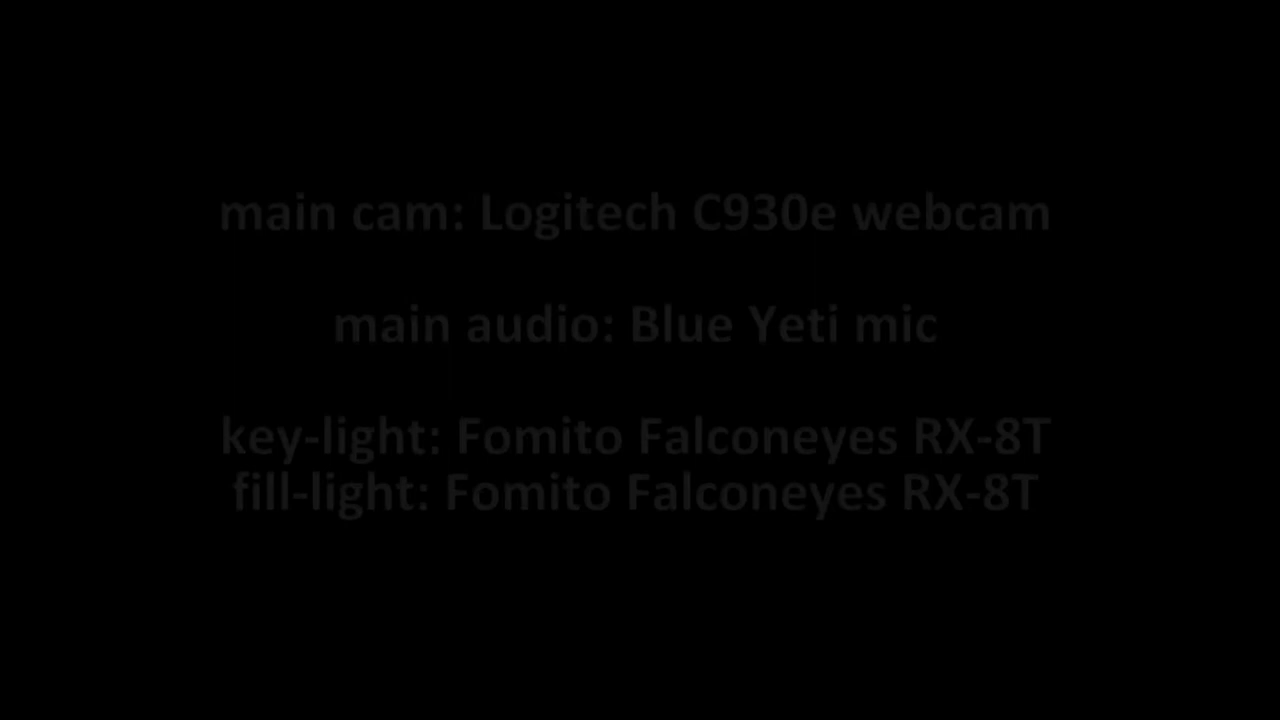 main cam: Logitech C930e webcam
main audio: Blue Yeti mic
key-light: Fomito Falconeyes RX-8T
fill-light: Fomito Falconeyes RX-8T